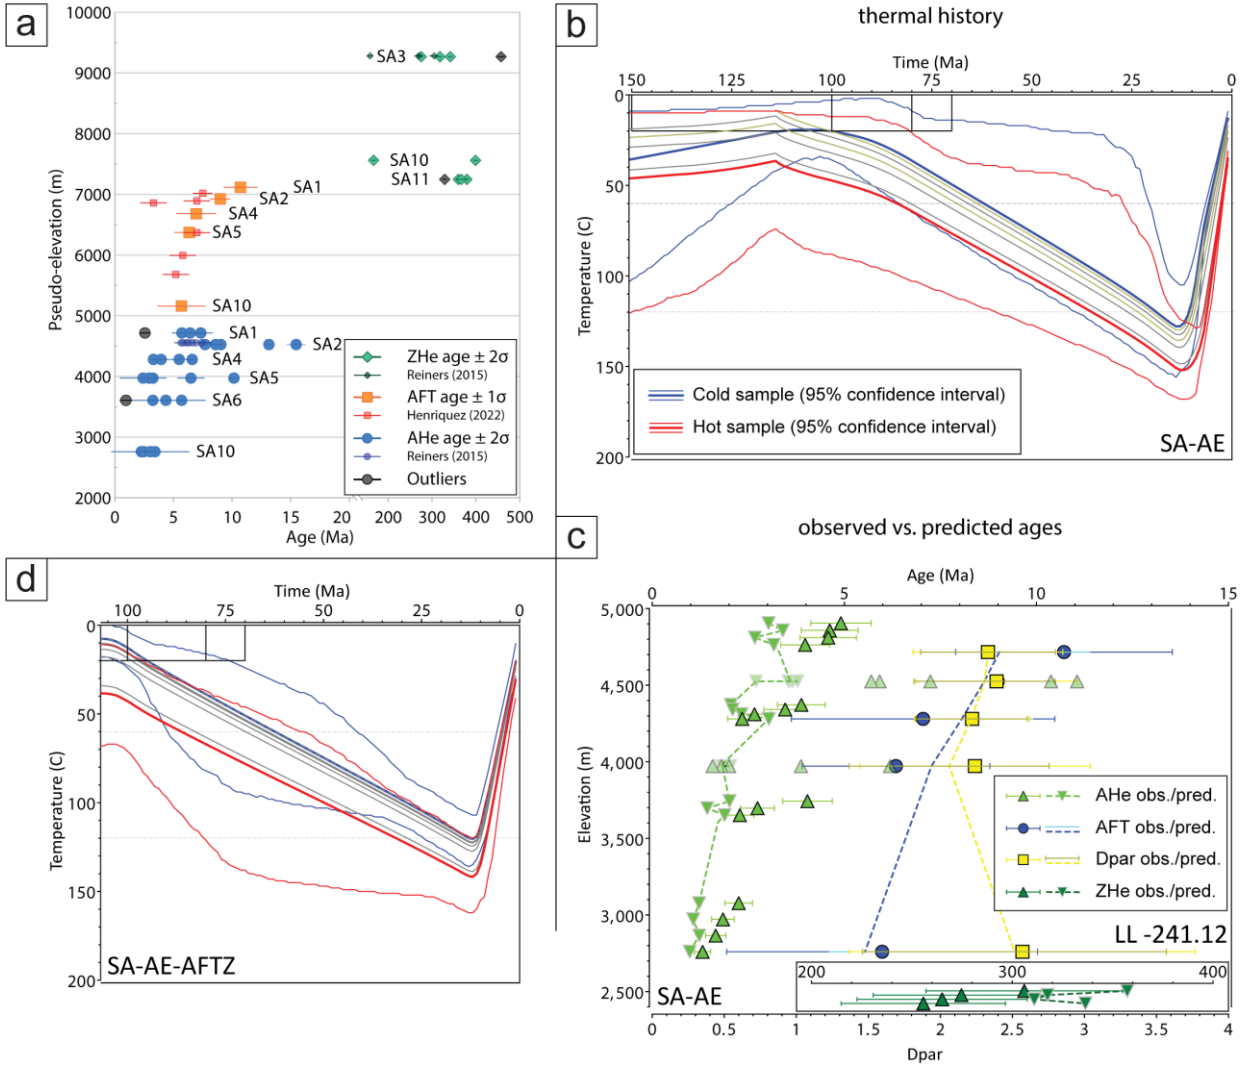 a
10000
9000
8000
7000
6000
5000
4000
3000
2000
Pseudo-elevation (m)
SA3
SA10
SA11
SA1
SA2
SA4
SA5
SA10
SA1
SA2
SA4
SA5
SA6
SA10
ZHe age ± 2σ
Reiners (2015)
AFT age ± 1σ
Henriquez (2022)
AHe age ± 2σ
Reiners (2015)
Outliers
0 5 10 15 20 200 300 400 500
Age (Ma)
b
thermal history
Time (Ma)
150 125 100 75 50 25 0
0
50
100
150
200
Temperature (C)
Cold sample (95% confidence interval)
Hot sample (95% confidence interval)
SA-AE
c
observed vs. predicted ages
Age (Ma)
0 5 10 15
5,000
4,500
4,000
3,500
3,000
2,500
Elevation (m)
AHe obs./pred.
AFT obs./pred.
Dpar obs./pred.
ZHe obs./pred.
LL -241.12
200 300 400
SA-AE
0 0.5 1 1.5 2 2.5 3 3.5 4
Dpar
d
Time (Ma)
100 75 50 25 0
0
50
100
150
200
Temperature (C)
SA-AE-AFTZ